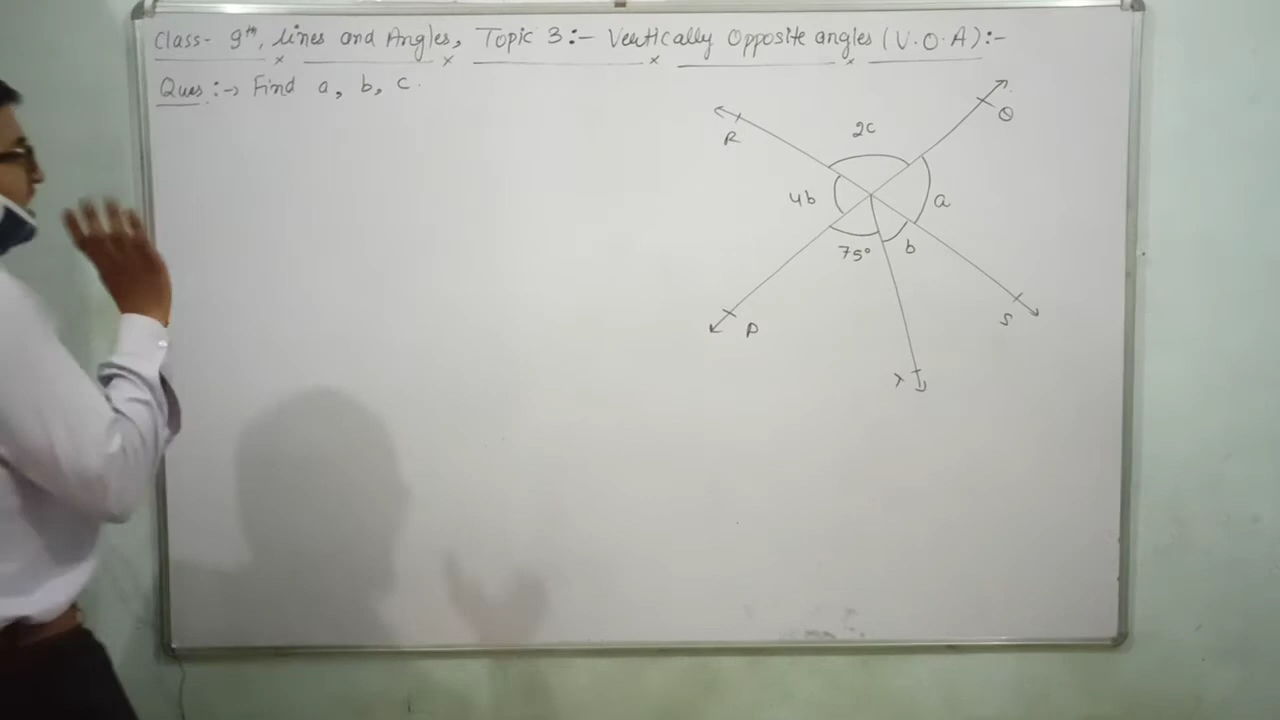 Class- 9th, lines and Angles, Topic 3:- Vertically Opposite angles (V.O.A):-
Ques:-> Find a, b, c.
R
2c
Q
4b
a
75°
b
P
S
Y